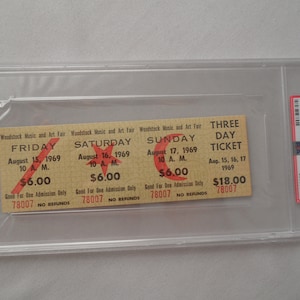 Woodstock Music and Art Fair
FRIDAY
August 15, 1969
10 A. M.
$6.00
Good For One Admission Only
78007 NO REFUNDS
Woodstock Music and Art Fair
SATURDAY
August 16, 1969
10 A. M.
$6.00
Good For One Admission Only
78007 NO REFUNDS
Woodstock Music and Art Fair
SUNDAY
August 17, 1969
10 A. M.
$6.00
Good For One Admission Only
78007 NO REFUNDS
THREE
DAY
TICKET
Aug. 15, 16, 17
1969
$18.00
78007